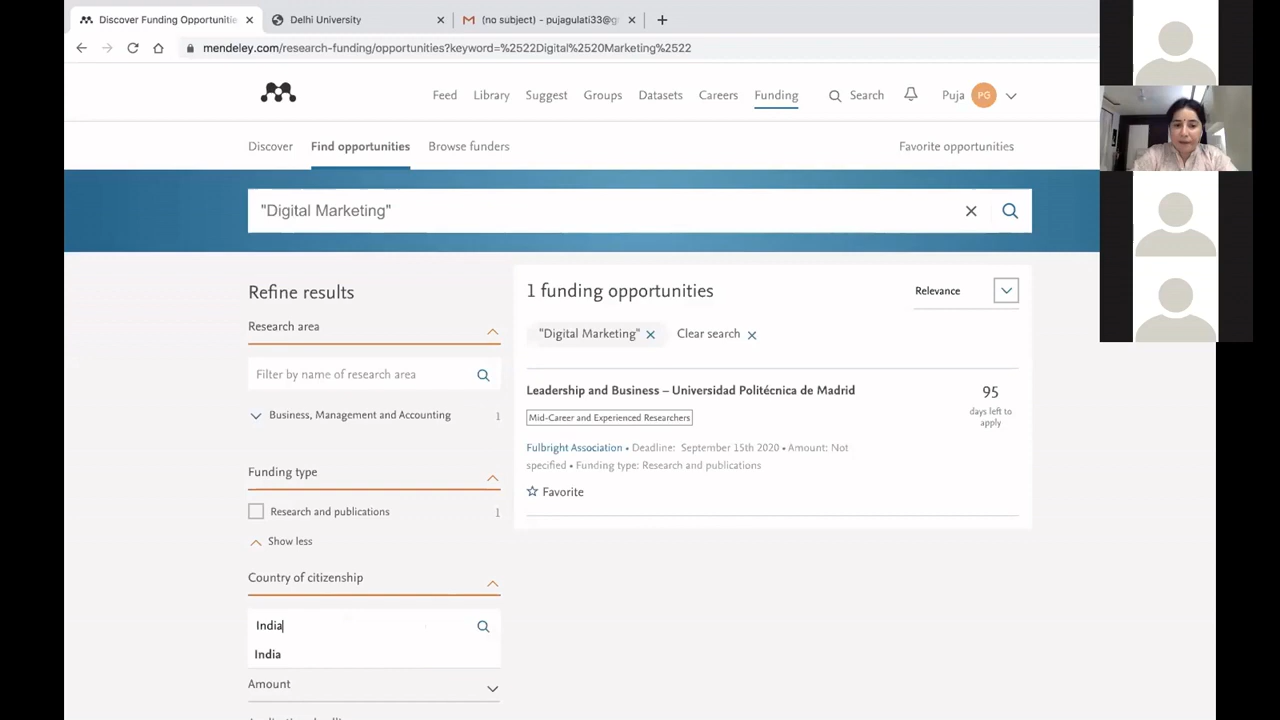 Discover Funding Opportunitie
Delhi University
(no subject) - pujagulati33@g
mendeley.com/research-funding/opportunities?keyword=%2522Digital%2520Marketing%2522
Feed Library Suggest Groups Datasets Careers Funding Search Puja PG
Discover Find opportunities Browse funders Favorite opportunities
"Digital Marketing"
Refine results
Research area
Filter by name of research area
Business, Management and Accounting 1
Funding type
Research and publications 1
Show less
Country of citizenship
India
India
Amount
1 funding opportunities
Relevance
"Digital Marketing" Clear search
Leadership and Business – Universidad Politécnica de Madrid
Mid-Career and Experienced Researchers
Fulbright Association • Deadline: September 15th 2020 • Amount: Not
specified • Funding type: Research and publications
Favorite
95
days left to
apply